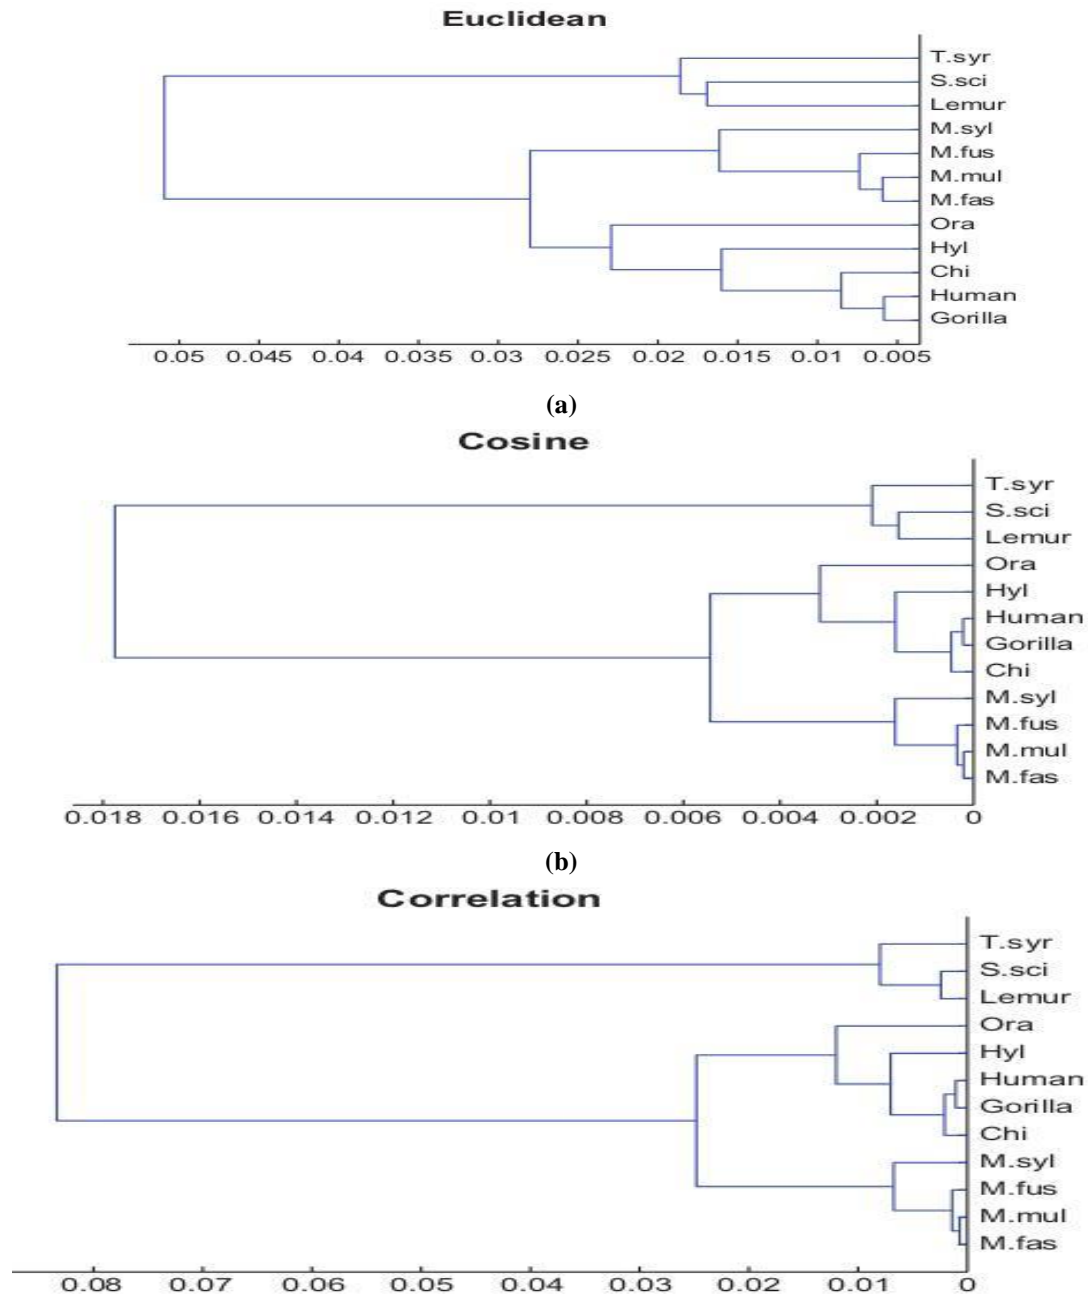 Euclidean
T.syr
S.sci
Lemur
M.syl
M.fus
M.mul
M.fas
Ora
Hyl
Chi
Human
Gorilla
0.05 0.045 0.04 0.035 0.03 0.025 0.02 0.015 0.01 0.005
(a)
Cosine
T.syr
S.sci
Lemur
Ora
Hyl
Human
Gorilla
Chi
M.syl
M.fus
M.mul
M.fas
0.018 0.016 0.014 0.012 0.01 0.008 0.006 0.004 0.002 0
(b)
Correlation
T.syr
S.sci
Lemur
Ora
Hyl
Human
Gorilla
Chi
M.syl
M.fus
M.mul
M.fas
0.08 0.07 0.06 0.05 0.04 0.03 0.02 0.01 0